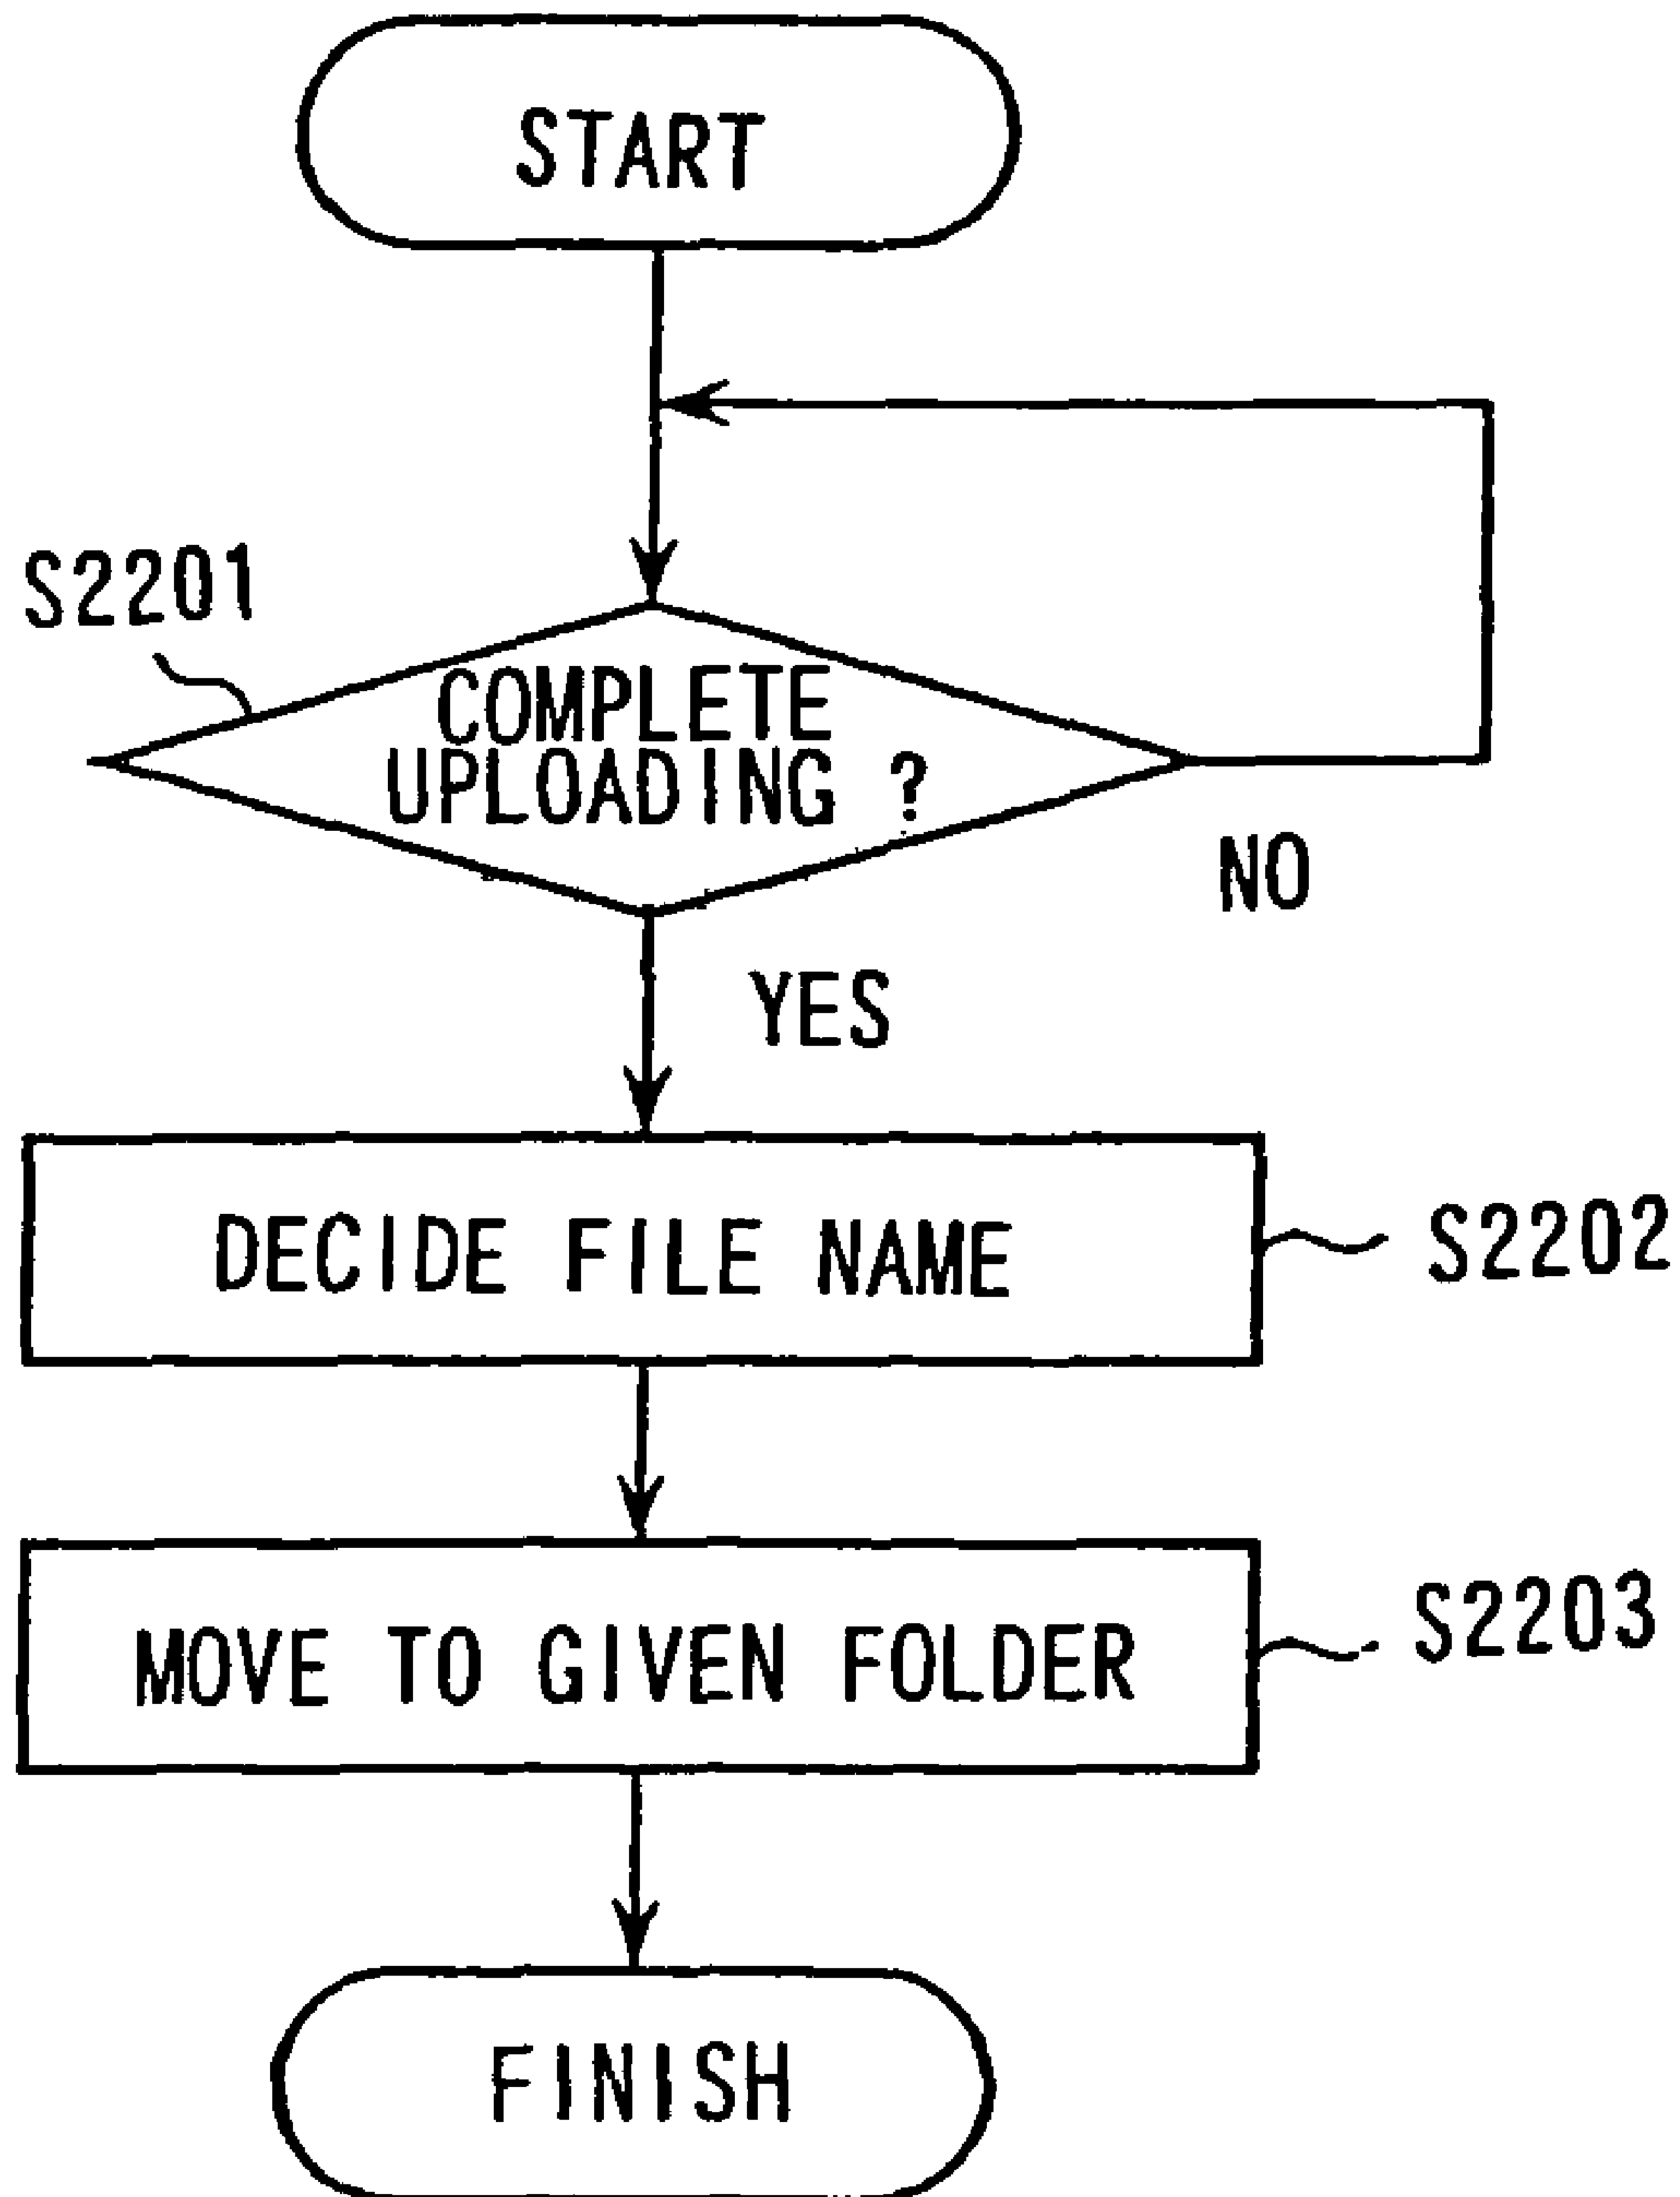 START
S2201
COMPLETE
UPLOADING ?
NO
YES
DECIDE FILE NAME
S2202
MOVE TO GIVEN FOLDER
S2203
FINISH